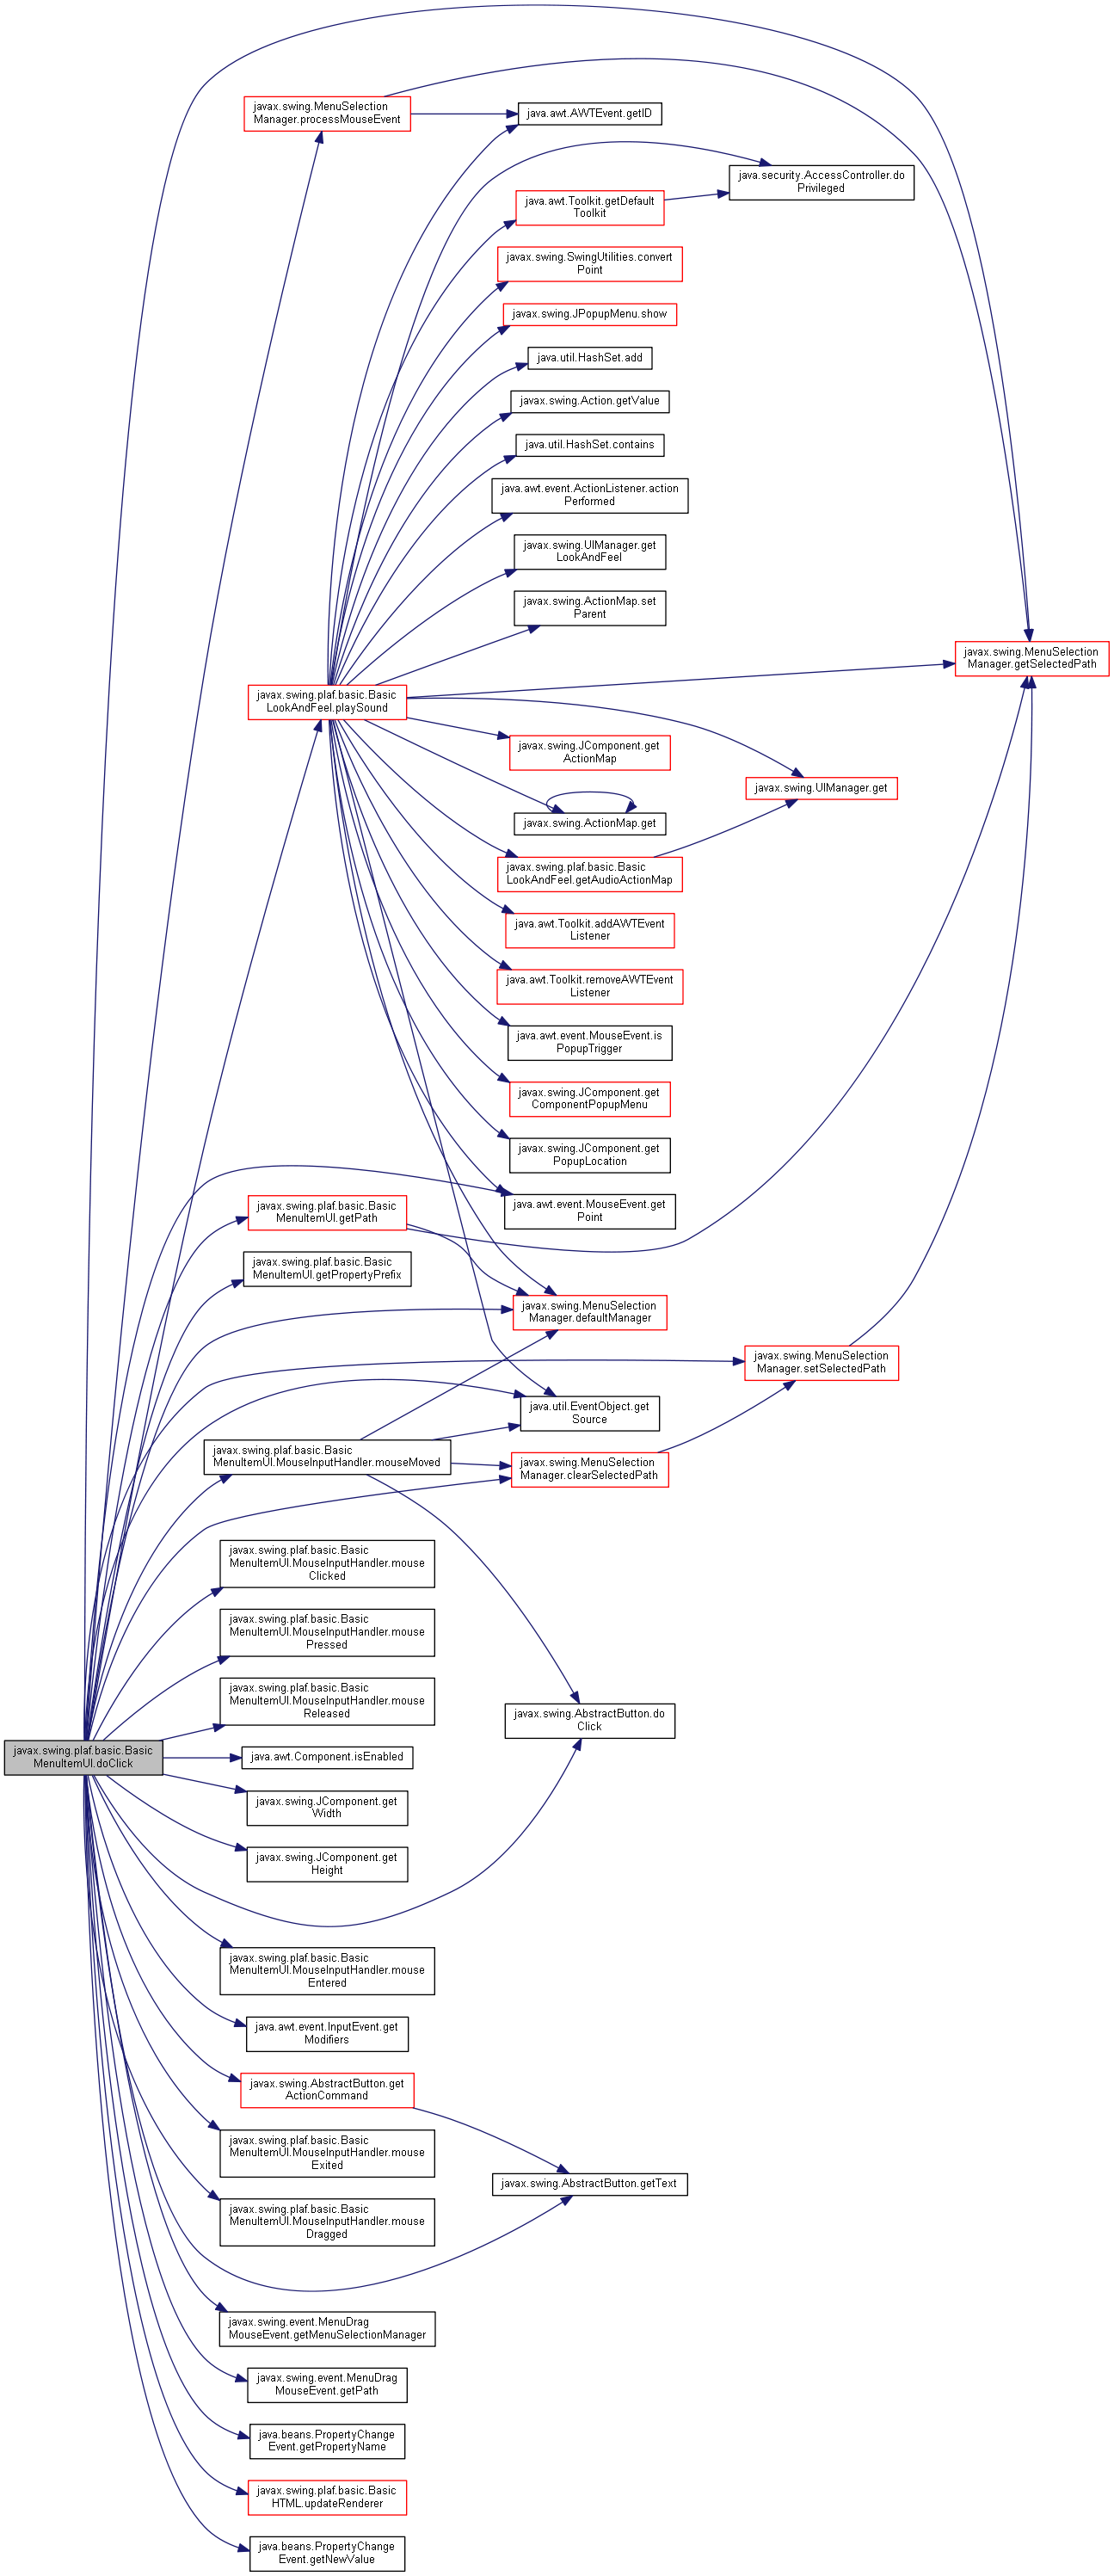 javax.swing.MenuSelection
Manager.processMouseEvent
java.awt.AWTEvent.getID
java.security.AccessController.do
Privileged
java.awt.Toolkit.getDefault
Toolkit
javax.swing.SwingUtilities.convert
Point
javax.swing.JPopupMenu.show
java.util.HashSet.add
javax.swing.Action.getValue
java.util.HashSet.contains
java.awt.event.ActionListener.action
Performed
javax.swing.UIManager.get
LookAndFeel
javax.swing.ActionMap.set
Parent
javax.swing.MenuSelection
Manager.getSelectedPath
javax.swing.plaf.basic.Basic
LookAndFeel.playSound
javax.swing.JComponent.get
ActionMap
javax.swing.UIManager.get
javax.swing.ActionMap.get
javax.swing.plaf.basic.Basic
LookAndFeel.getAudioActionMap
java.awt.Toolkit.addAWTEvent
Listener
java.awt.Toolkit.removeAWTEvent
Listener
java.awt.event.MouseEvent.is
PopupTrigger
javax.swing.JComponent.get
ComponentPopupMenu
javax.swing.JComponent.get
PopupLocation
java.awt.event.MouseEvent.get
Point
javax.swing.plaf.basic.Basic
MenuItemUI.getPath
javax.swing.plaf.basic.Basic
MenuItemUI.getPropertyPrefix
javax.swing.MenuSelection
Manager.defaultManager
javax.swing.MenuSelection
Manager.setSelectedPath
java.util.EventObject.get
Source
javax.swing.plaf.basic.Basic
MenuItemUI.MouseInputHandler.mouseMoved
javax.swing.MenuSelection
Manager.clearSelectedPath
javax.swing.plaf.basic.Basic
MenuItemUI.MouseInputHandler.mouse
Clicked
javax.swing.plaf.basic.Basic
MenuItemUI.MouseInputHandler.mouse
Pressed
javax.swing.plaf.basic.Basic
MenuItemUI.MouseInputHandler.mouse
Released
javax.swing.AbstractButton.do
Click
javax.swing.plaf.basic.Basic
MenuItemUI.doClick
java.awt.Component.isEnabled
javax.swing.JComponent.get
Width
javax.swing.JComponent.get
Height
javax.swing.plaf.basic.Basic
MenuItemUI.MouseInputHandler.mouse
Entered
java.awt.event.InputEvent.get
Modifiers
javax.swing.AbstractButton.get
ActionCommand
javax.swing.plaf.basic.Basic
MenuItemUI.MouseInputHandler.mouse
Exited
javax.swing.AbstractButton.getText
javax.swing.plaf.basic.Basic
MenuItemUI.MouseInputHandler.mouse
Dragged
javax.swing.event.MenuDrag
MouseEvent.getMenuSelectionManager
javax.swing.event.MenuDrag
MouseEvent.getPath
java.beans.PropertyChange
Event.getPropertyName
javax.swing.plaf.basic.Basic
HTML.updateRenderer
java.beans.PropertyChange
Event.getNewValue